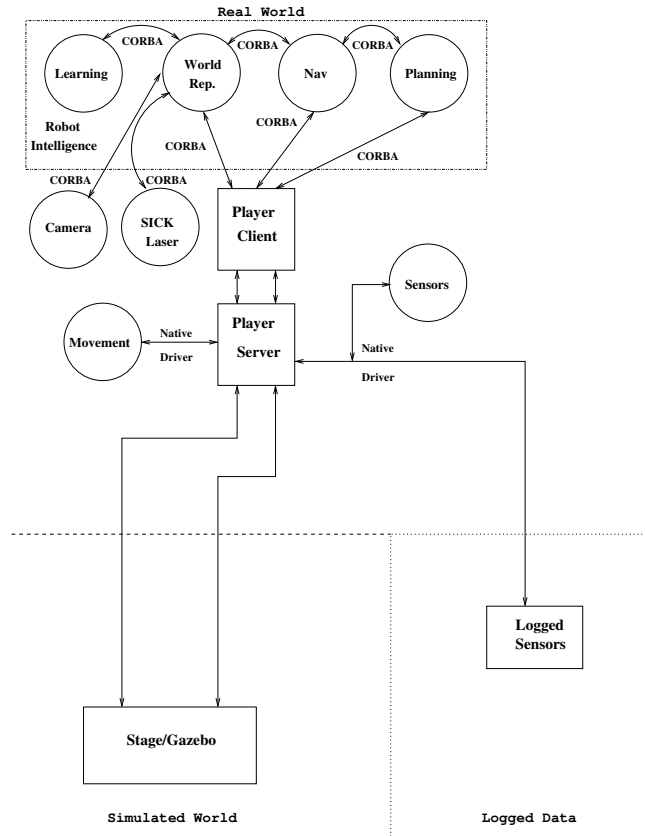 Real World
CORBA
CORBA
CORBA
Learning
World
Rep.
Nav
Planning
Robot
Intelligence
CORBA
CORBA
CORBA
CORBA
CORBA
Camera
SICK
Laser
Player
Client
Sensors
Movement
Native
Driver
Player
Server
Native
Driver
Logged
Sensors
Stage/Gazebo
Simulated World
Logged Data